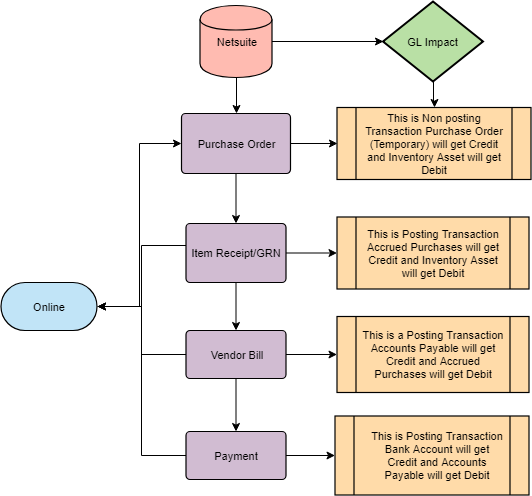 Netsuite
GL Impact
Purchase Order
This is Non posting
Transaction Purchase Order
(Temporary) will get Credit
and Inventory Asset will get
Debit
Item Receipt/GRN
This is Posting Transaction
Accrued Purchases will get
Credit and Inventory Asset
will get Debit
Online
Vendor Bill
This is a Posting Transaction
Accounts Payable will get
Credit and Accrued
Purchases will get Debit
Payment
This is Posting Transaction
Bank Account will get
Credit and Accounts
Payable will get Debit